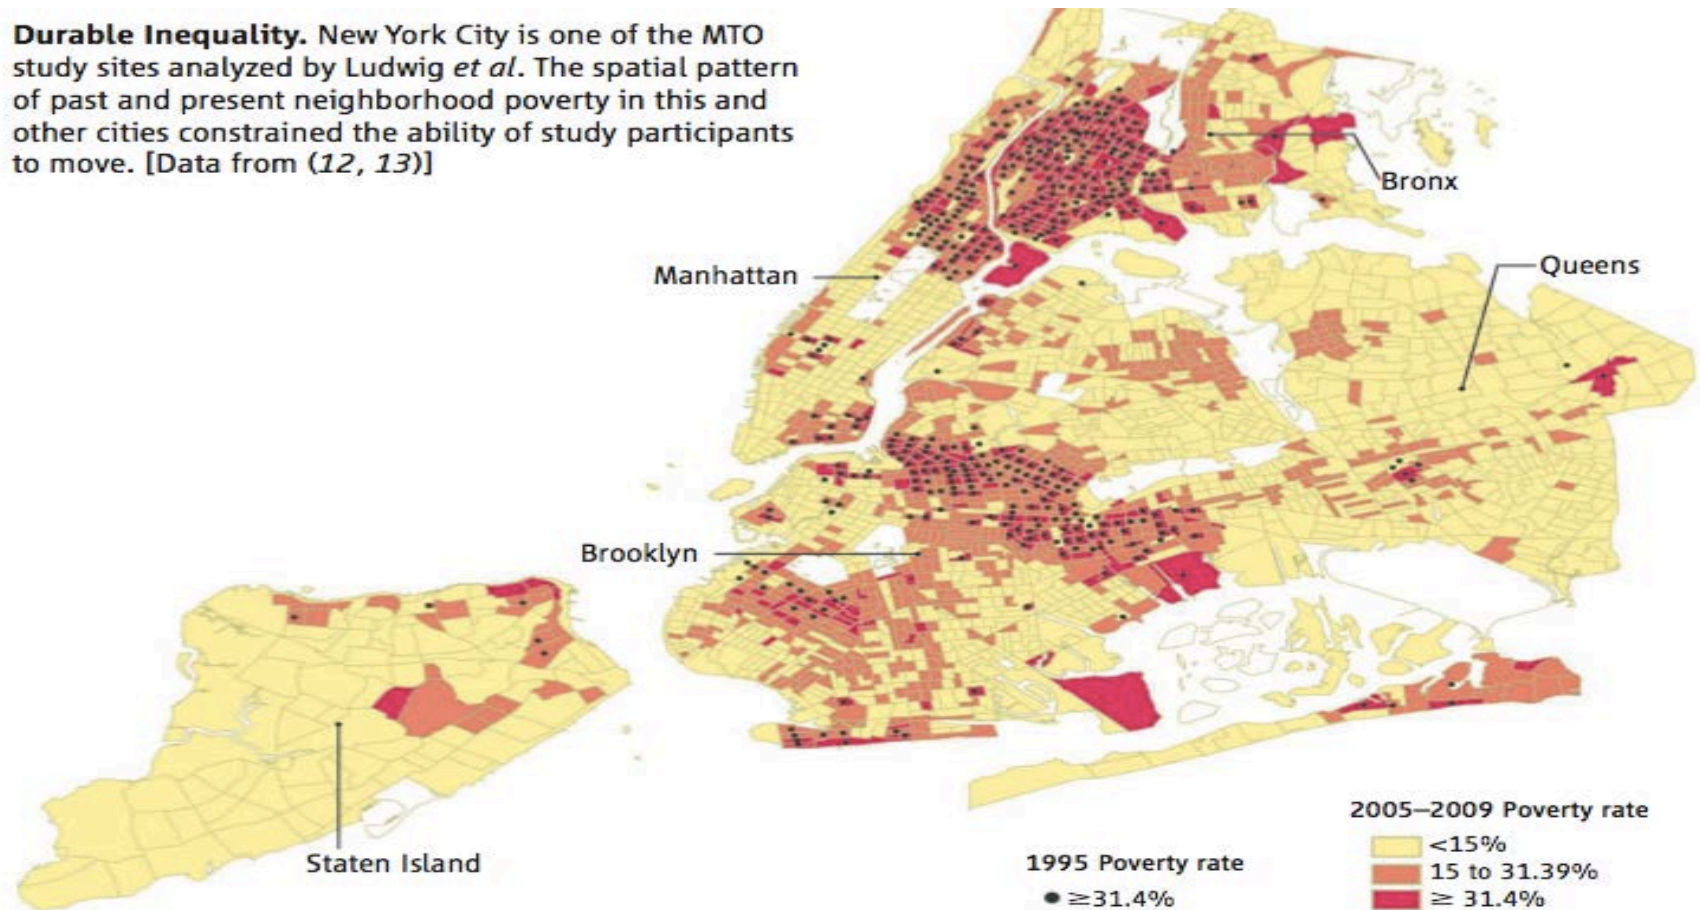 Durable Inequality. New York City is one of the MTO
study sites analyzed by Ludwig et al. The spatial pattern
of past and present neighborhood poverty in this and
other cities constrained the ability of study participants
to move. [Data from (12, 13)]
Bronx
Manhattan
Queens
Brooklyn
Staten Island
1995 Poverty rate
● ≥31.4%
2005–2009 Poverty rate
<15%
15 to 31.39%
≥ 31.4%